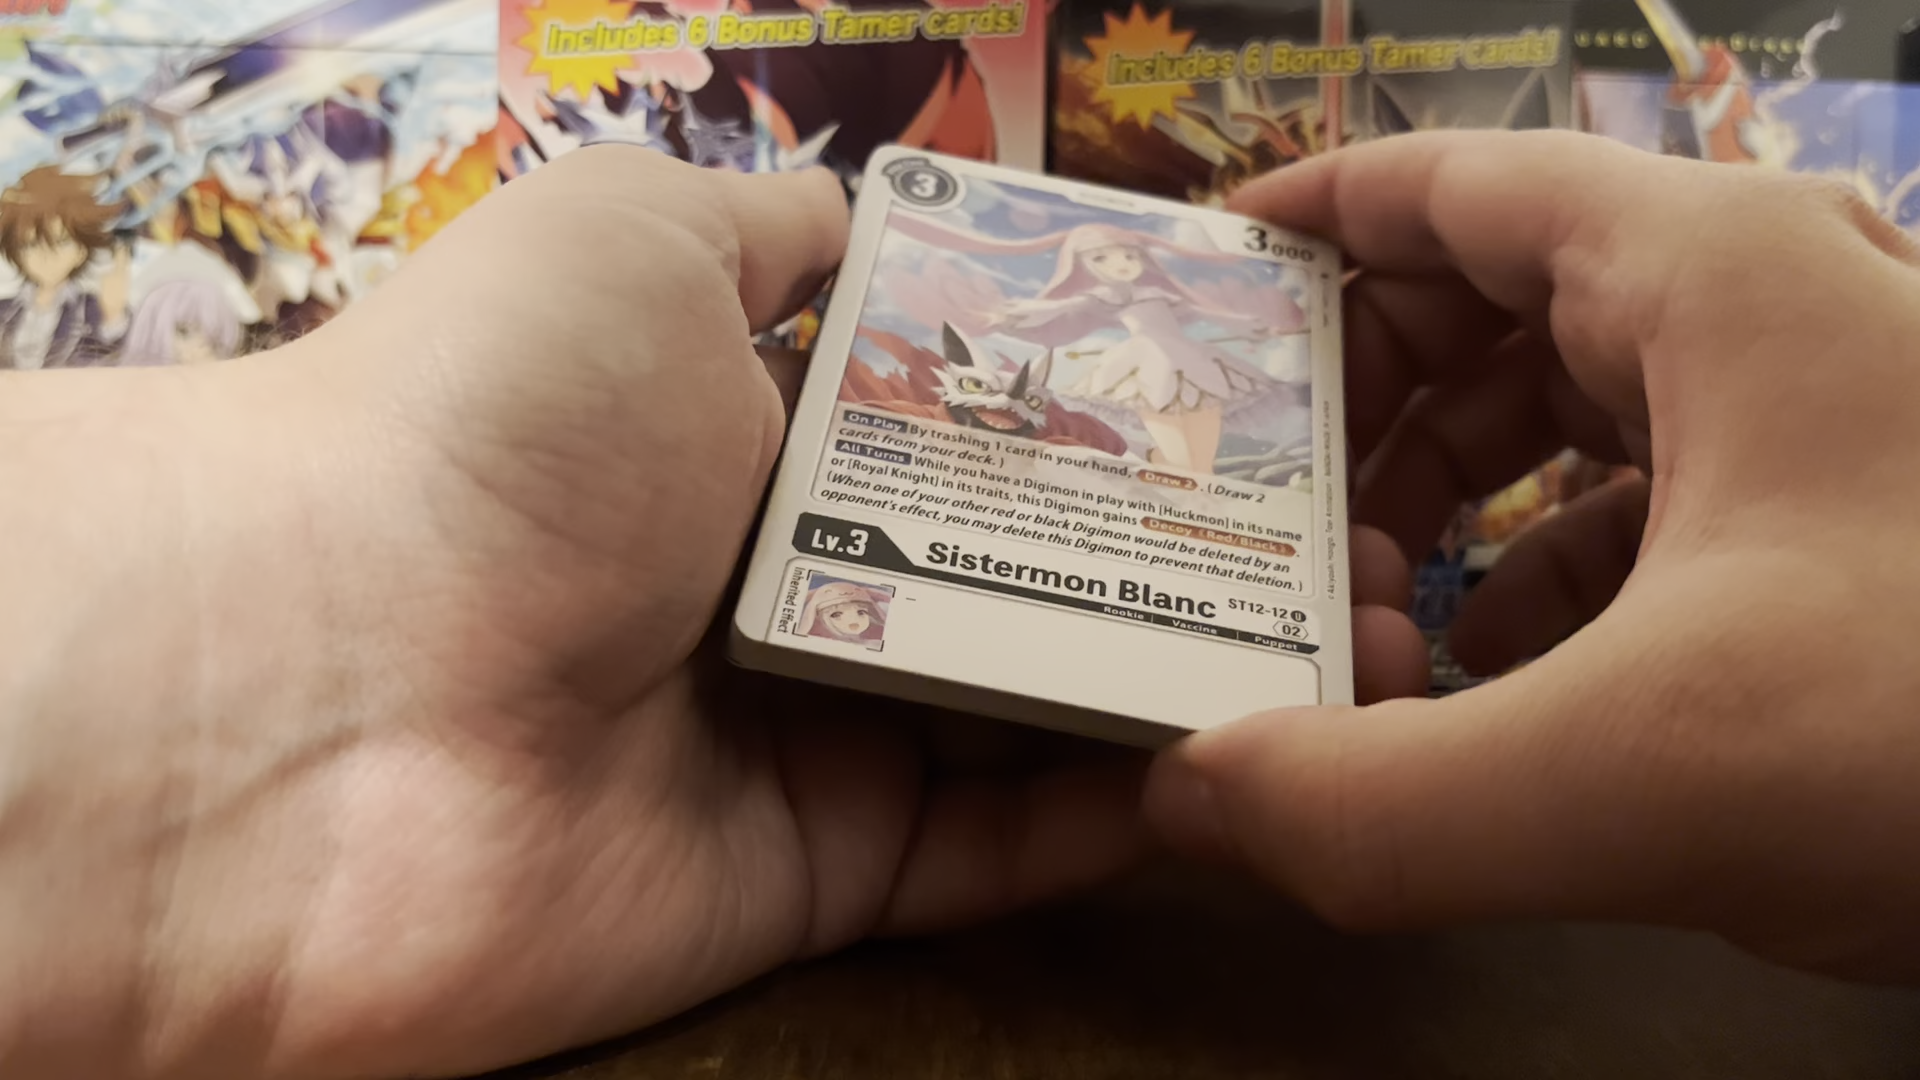 Includes 6 Bonus Tamer cards!
Includes 6 Bonus Tamer cards!
3
3000
On Play By trashing 1 card in your hand, Draw 2. (Draw 2
cards from your deck.)
All Turns While you have a Digimon in play with [Huckmon] in its name
or [Royal Knight] in its traits, this Digimon gains Decoy (Red/Black).
(When one of your other red or black Digimon would be deleted by an
opponent's effect, you may delete this Digimon to prevent that deletion.)
Lv.3 Sistermon Blanc ST12-12 U
Rookie Vaccine Puppet 02
Inherited Effect
-